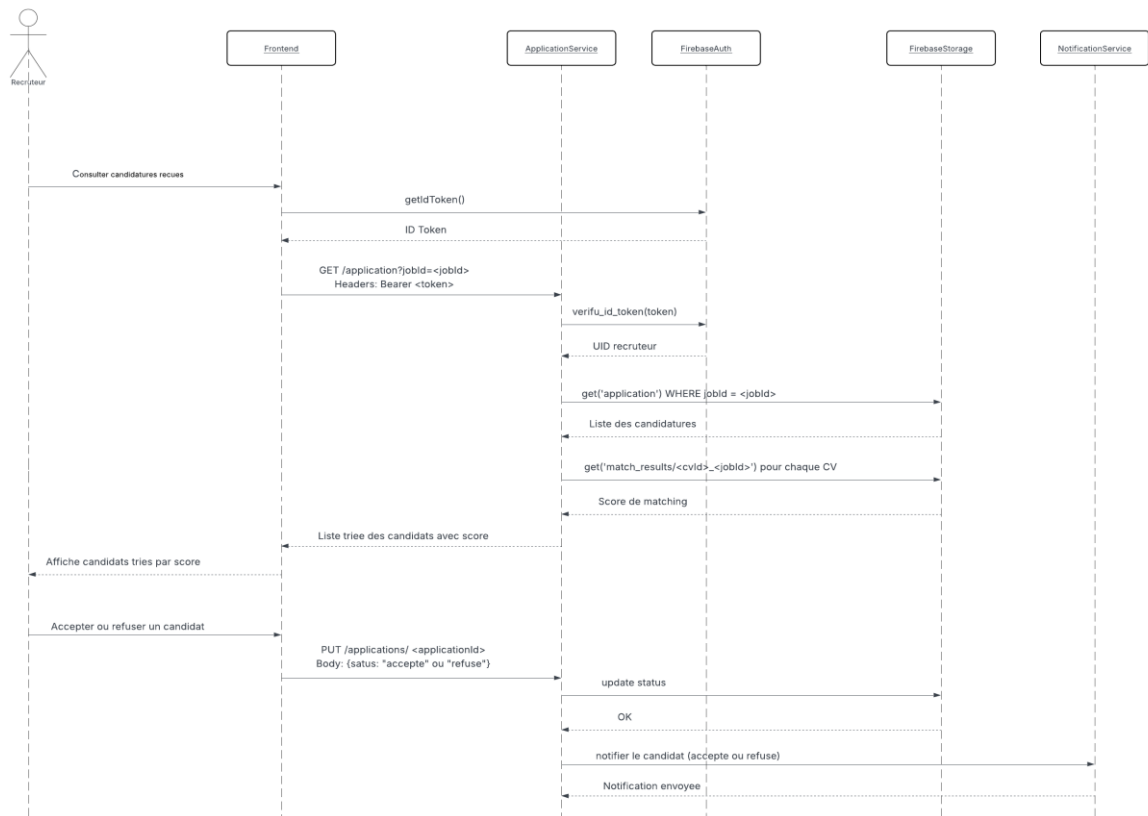 Frontend
ApplicationService
FirebaseAuth
FirebaseStorage
NotificationService
Recruteur
Consulter candidatures recues
getIdToken()
ID Token
GET /application?jobId=<jobId>
Headers: Bearer <token>
verifu_id_token(token)
UID recruteur
get('application') WHERE jobId = <jobId>
Liste des candidatures
get('match_results/<cvId>_<jobId>') pour chaque CV
Score de matching
Liste triee des candidats avec score
Affiche candidats tries par score
Accepter ou refuser un candidat
PUT /applications/ <applicationId>
Body: {satus: "accepte" ou "refuse"}
update status
OK
notifier le candidat (accepte ou refuse)
Notification envoyee